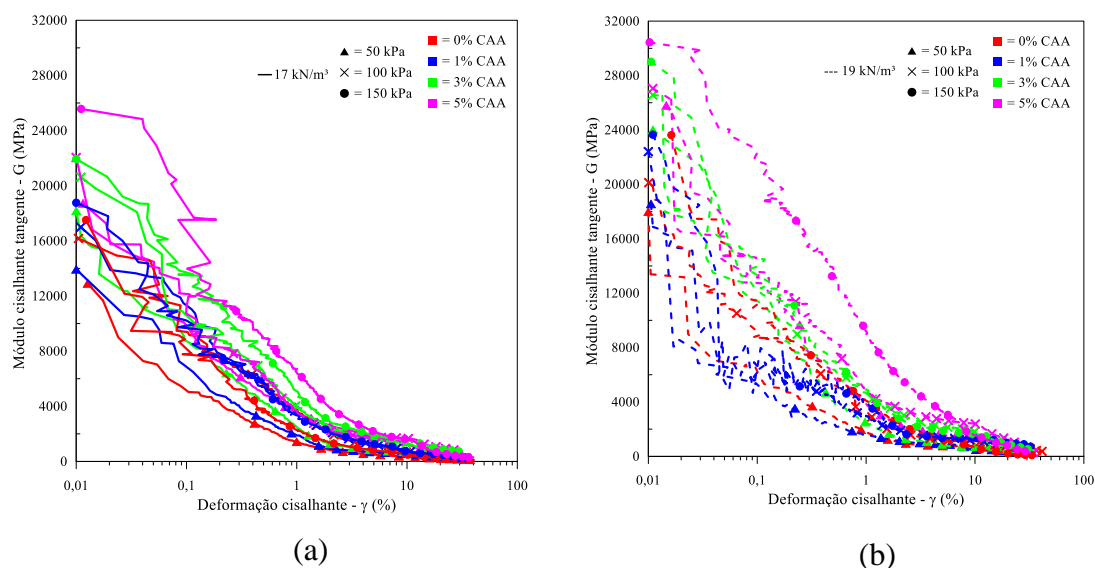 (a)
Módulo cisalhante tangente - G (MPa)
32000
28000
24000
20000
16000
12000
8000
4000
0
0,01
0,1
1
10
100
Deformação cisalhante - γ (%)
17 kN/m³
= 50 kPa
= 100 kPa
= 150 kPa
= 0% CAA
= 1% CAA
= 3% CAA
= 5% CAA
(b)
Módulo cisalhante tangente - G (MPa)
32000
28000
24000
20000
16000
12000
8000
4000
0
0,01
0,1
1
10
100
Deformação cisalhante - γ (%)
19 kN/m³
= 50 kPa
= 100 kPa
= 150 kPa
= 0% CAA
= 1% CAA
= 3% CAA
= 5% CAA